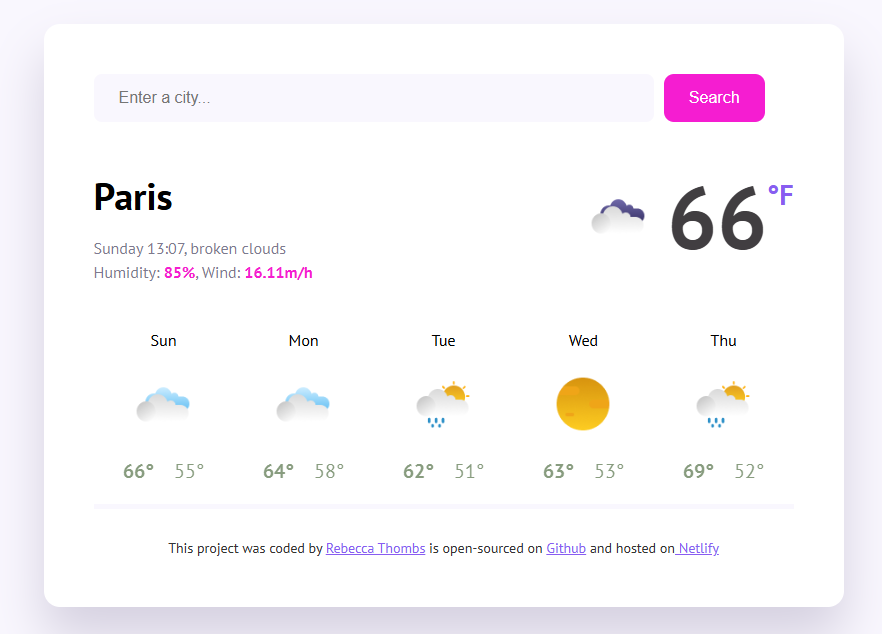 Enter a city... Search
Paris
66 °F
Sunday 13:07, broken clouds
Humidity: 85%, Wind: 16.11m/h
Sun Mon Tue Wed Thu
66° 55° 64° 58° 62° 51° 63° 53° 69° 52°
This project was coded by Rebecca Thombs is open-sourced on Github and hosted on Netlify